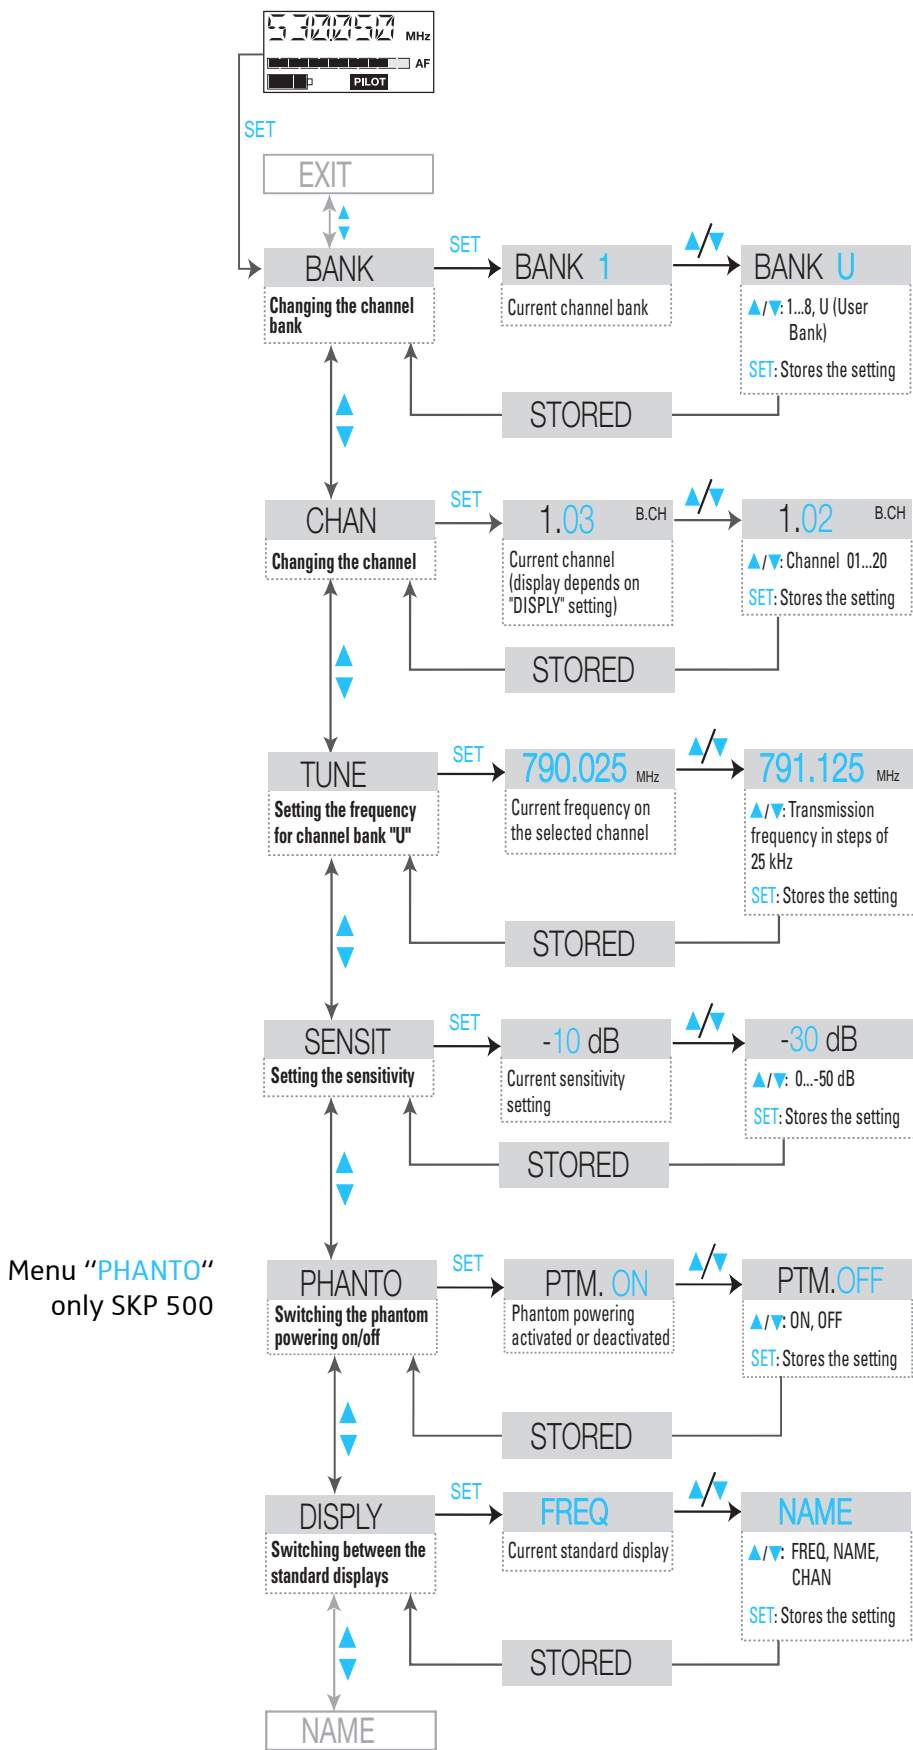 530.050 MHz
AF
PILOT
SET
EXIT
BANK
Changing the channel
bank
SET
BANK 1
Current channel bank
▲/▼
BANK U
▲/▼: 1...8, U (User
Bank)
SET: Stores the setting
STORED
CHAN
Changing the channel
SET
1.03 B.CH
Current channel
(display depends on
"DISPLY" setting)
▲/▼
1.02 B.CH
▲/▼: Channel 01...20
SET: Stores the setting
STORED
TUNE
Setting the frequency
for channel bank "U"
SET
790.025 MHz
Current frequency on
the selected channel
▲/▼
791.125 MHz
▲/▼: Transmission
frequency in steps of
25 kHz
SET: Stores the setting
STORED
SENSIT
Setting the sensitivity
SET
-10 dB
Current sensitivity
setting
▲/▼
-30 dB
▲/▼: 0...-50 dB
SET: Stores the setting
STORED
Menu “PHANTO“
only SKP 500
PHANTO
Switching the phantom
powering on/off
SET
PTM. ON
Phantom powering
activated or deactivated
▲/▼
PTM.OFF
▲/▼: ON, OFF
SET: Stores the setting
STORED
DISPLY
Switching between the
standard displays
SET
FREQ
Current standard display
▲/▼
NAME
▲/▼: FREQ, NAME,
CHAN
SET: Stores the setting
STORED
NAME